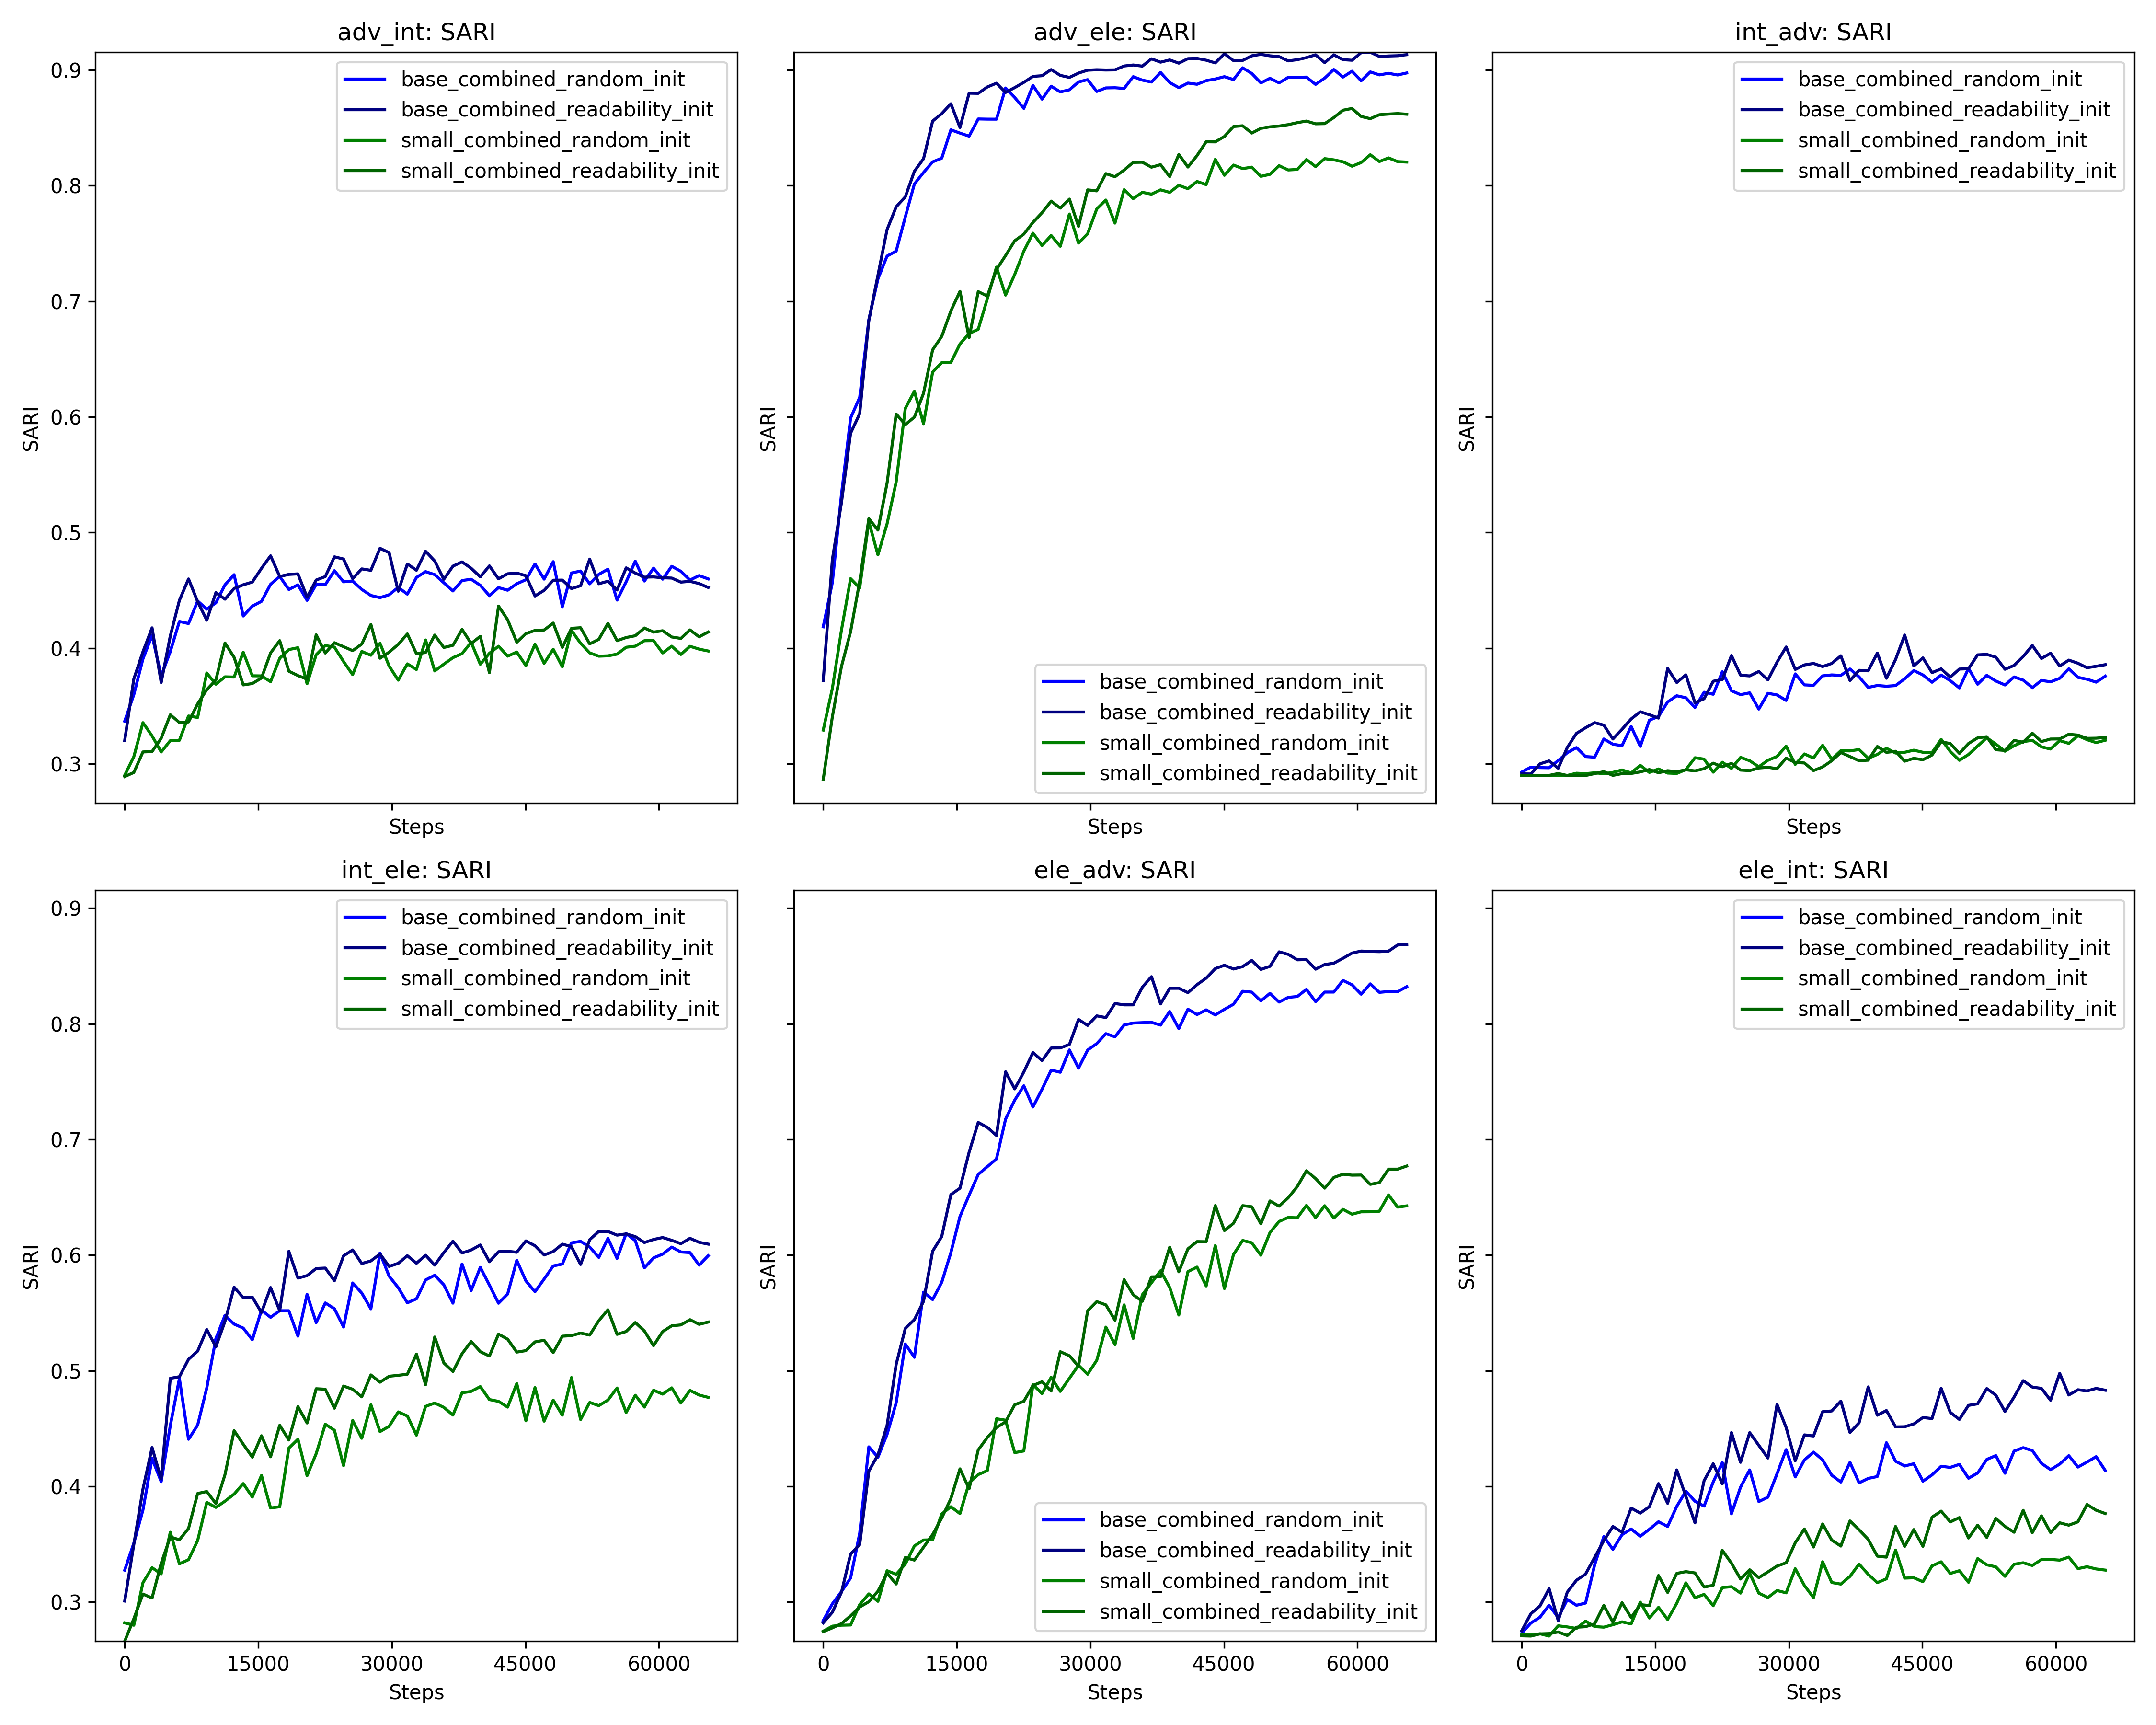 adv_int: SARI
0.9
0.8
0.7
0.6
0.5
0.4
0.3
SARI
base_combined_random_init
base_combined_readability_init
small_combined_random_init
small_combined_readability_init
Steps
adv_ele: SARI
SARI
base_combined_random_init
base_combined_readability_init
small_combined_random_init
small_combined_readability_init
Steps
int_adv: SARI
SARI
base_combined_random_init
base_combined_readability_init
small_combined_random_init
small_combined_readability_init
Steps
int_ele: SARI
0.9
0.8
0.7
0.6
0.5
0.4
0.3
SARI
base_combined_random_init
base_combined_readability_init
small_combined_random_init
small_combined_readability_init
0 15000 30000 45000 60000
Steps
ele_adv: SARI
SARI
base_combined_random_init
base_combined_readability_init
small_combined_random_init
small_combined_readability_init
0 15000 30000 45000 60000
Steps
ele_int: SARI
SARI
base_combined_random_init
base_combined_readability_init
small_combined_random_init
small_combined_readability_init
0 15000 30000 45000 60000
Steps